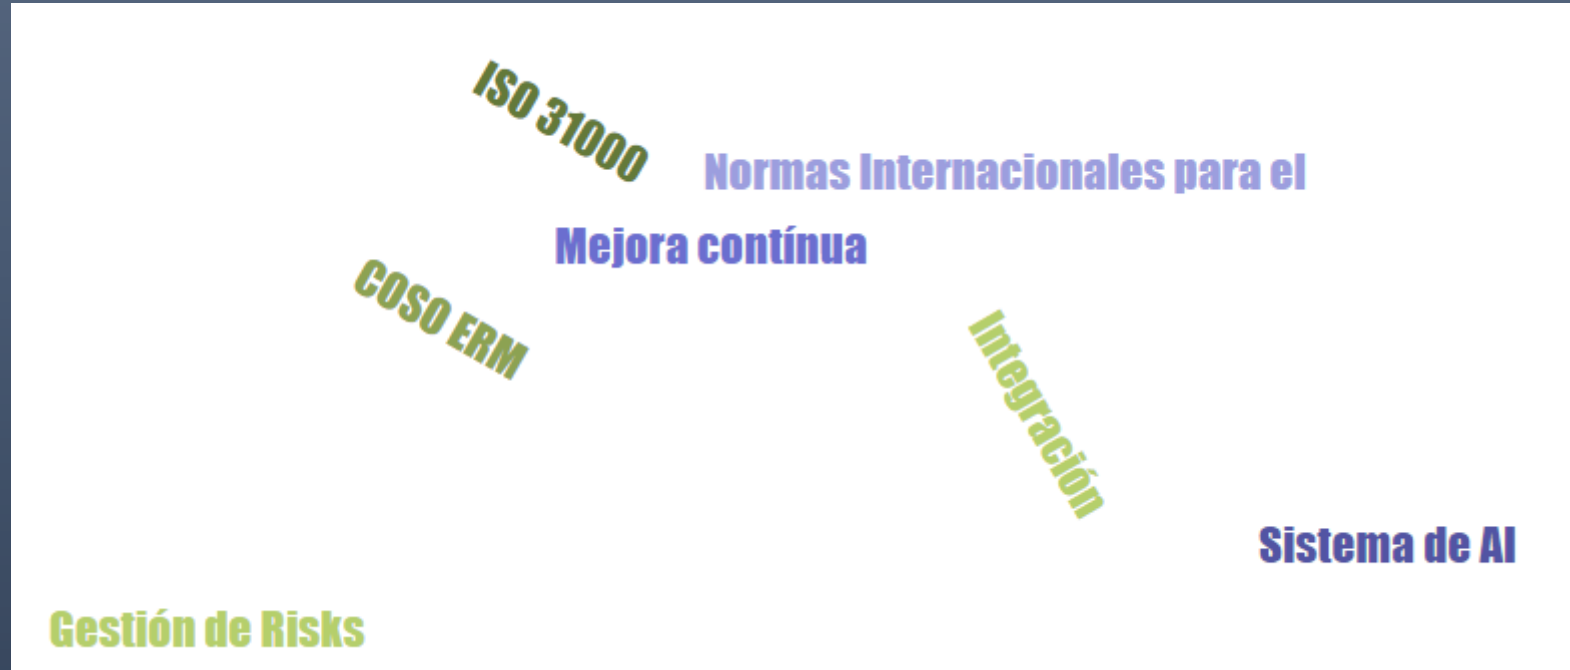 ISO 31000
Normas Internacionales para el
Mejora contínua
COSO ERM
Integración
Sistema de AI
Gestión de Risks